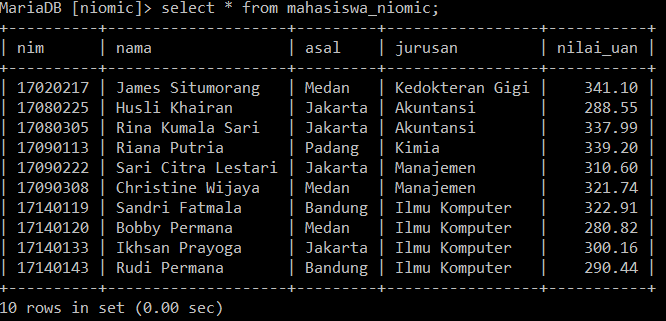 MariaDB [niomic]> select * from mahasiswa_niomic;
+----------+--------------------+---------+-----------------+-----------+
| nim      | nama               | asal    | jurusan         | nilai_uan |
+----------+--------------------+---------+-----------------+-----------+
| 17020217 | James Situmorang   | Medan   | Kedokteran Gigi |    341.10 |
| 17080225 | Husli Khairan      | Jakarta | Akuntansi       |    288.55 |
| 17080305 | Rina Kumala Sari   | Jakarta | Akuntansi       |    337.99 |
| 17090113 | Riana Putria       | Padang  | Kimia           |    339.20 |
| 17090222 | Sari Citra Lestari | Jakarta | Manajemen       |    310.60 |
| 17090308 | Christine Wijaya   | Medan   | Manajemen       |    321.74 |
| 17140119 | Sandri Fatmala     | Bandung | Ilmu Komputer   |    322.91 |
| 17140120 | Bobby Permana      | Medan   | Ilmu Komputer   |    280.82 |
| 17140133 | Ikhsan Prayoga     | Jakarta | Ilmu Komputer   |    300.16 |
| 17140143 | Rudi Permana       | Bandung | Ilmu Komputer   |    290.44 |
+----------+--------------------+---------+-----------------+-----------+
10 rows in set (0.00 sec)